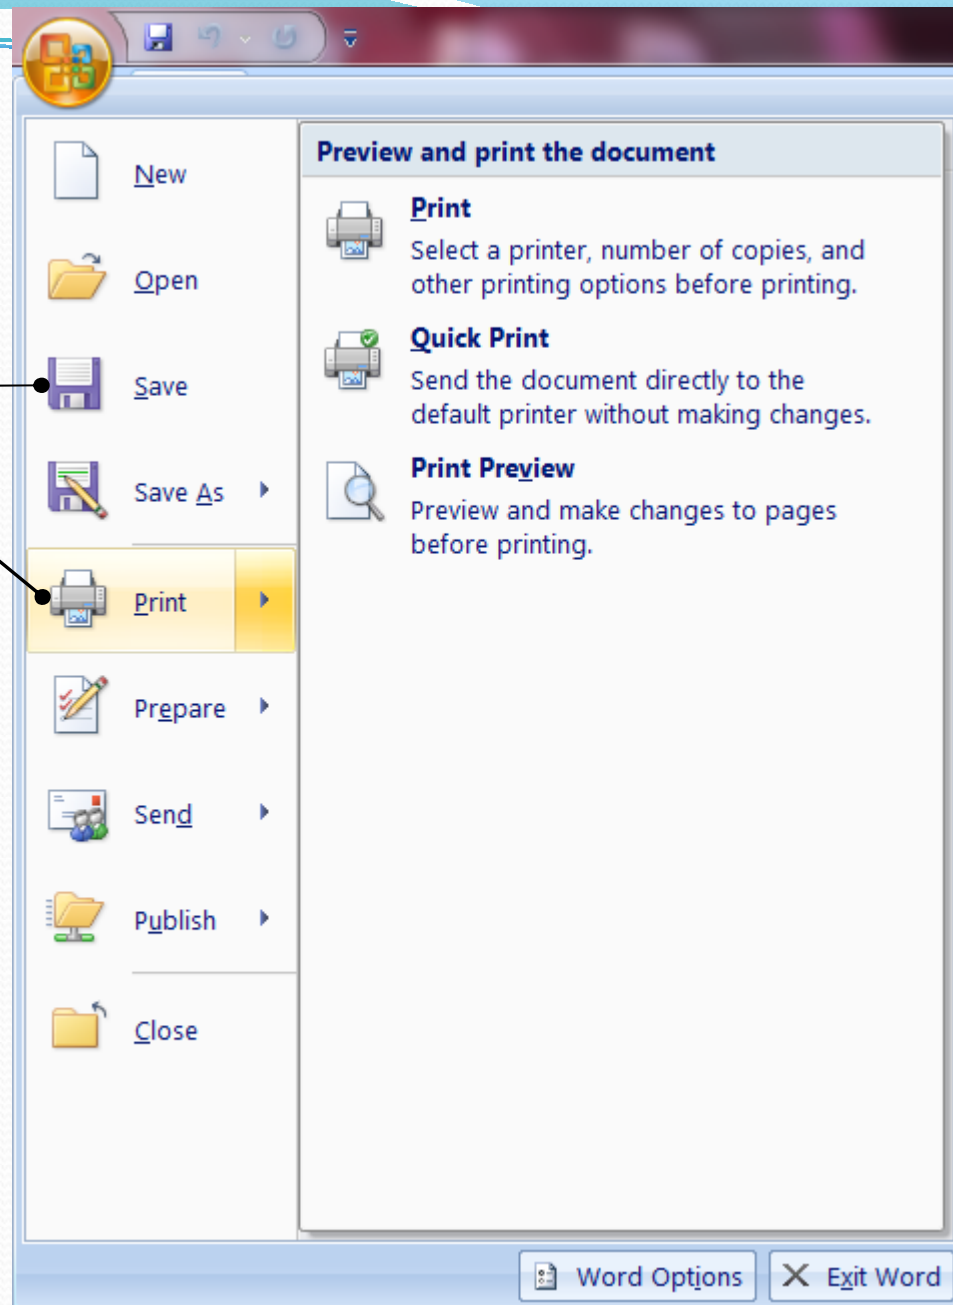 New
Open
Save
Save As
Print
Prepare
Send
Publish
Close
Preview and print the document
Print
Select a printer, number of copies, and
other printing options before printing.
Quick Print
Send the document directly to the
default printer without making changes.
Print Preview
Preview and make changes to pages
before printing.
Word Options
Exit Word